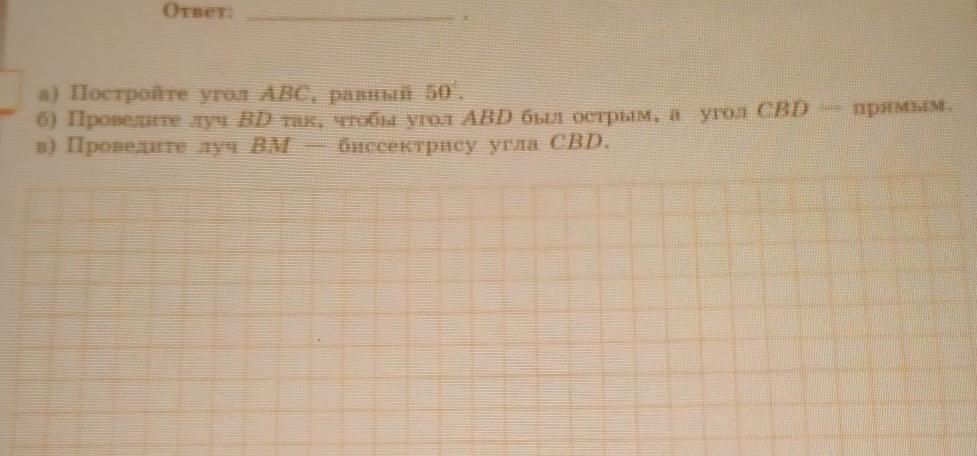 Ответ: ____________________ .
а) Постройте угол ABC, равный 50°.
б) Проведите луч BD так, чтобы угол ABD был острым, а угол CBD — прямым.
в) Проведите луч BM — биссектрису угла CBD.